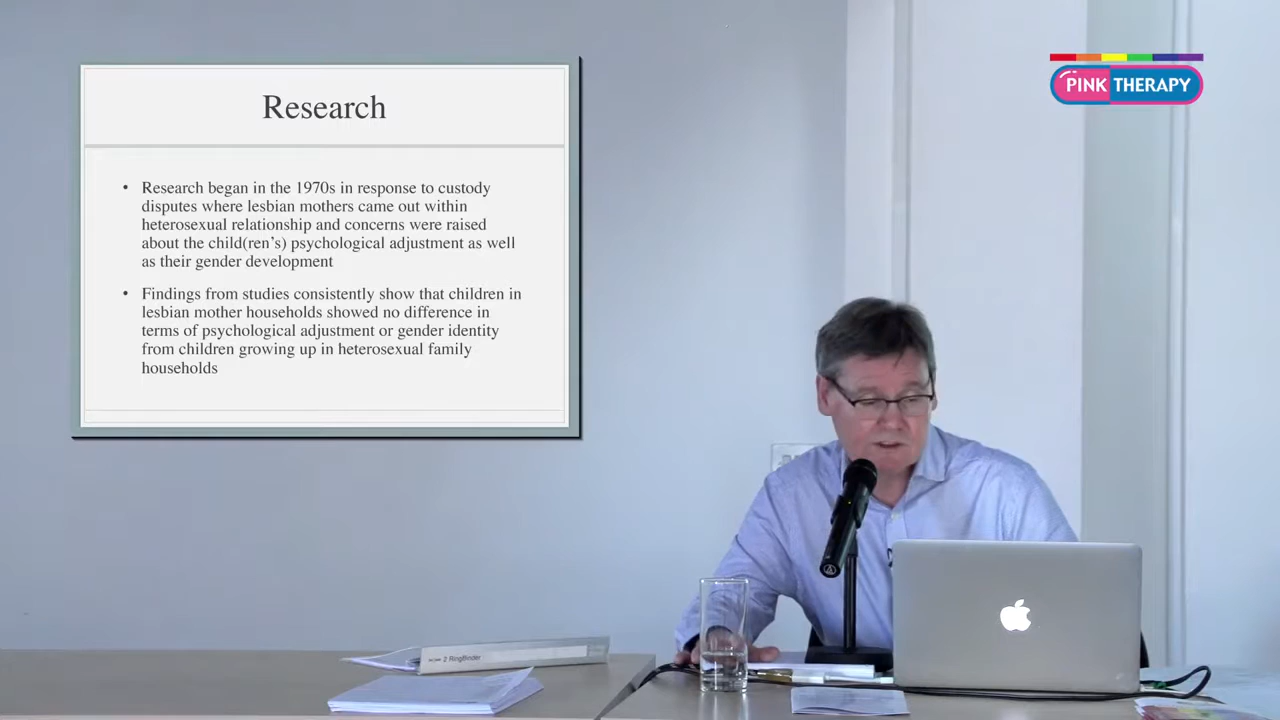 Research
• Research began in the 1970s in response to custody
disputes where lesbian mothers came out within
heterosexual relationship and concerns were raised
about the child(ren's) psychological adjustment as well
as their gender development
• Findings from studies consistently show that children in
lesbian mother households showed no difference in
terms of psychological adjustment or gender identity
from children growing up in heterosexual family
households
PINK THERAPY
2 RingBinder